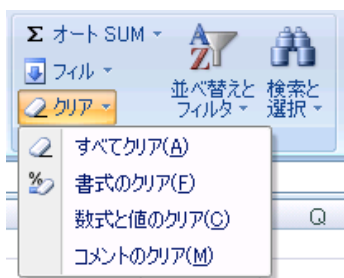 Σ オート SUM
フィル
クリア
並べ替えと
フィルタ
検索と
選択
すべてクリア(A)
書式のクリア(F)
数式と値のクリア(C)
コメントのクリア(M)
Q